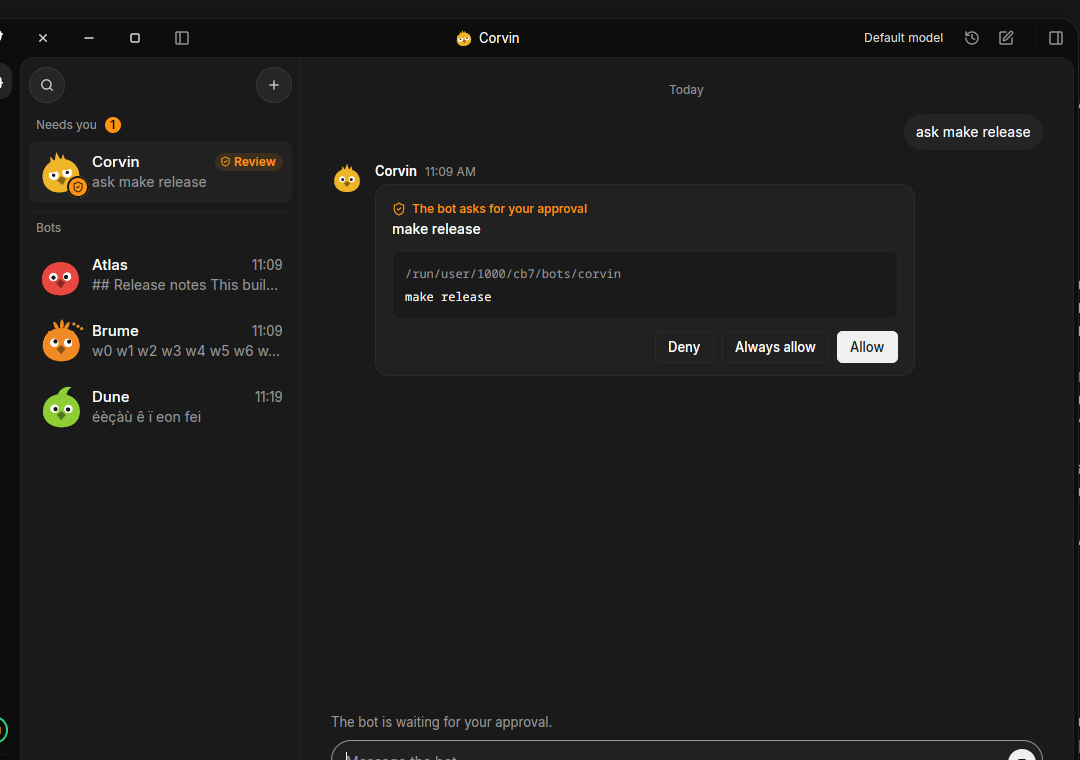 Corvin
Default model
Needs you 1
Corvin
Review
ask make release
Bots
Atlas
11:09
## Release notes This buil...
Brume
11:09
w0 w1 w2 w3 w4 w5 w6 w...
Dune
11:19
éèçàù ê ï eon fei
Today
ask make release
Corvin 11:09 AM
The bot asks for your approval
make release
/run/user/1000/cb7/bots/corvin
make release
Deny
Always allow
Allow
The bot is waiting for your approval.
Message the bot